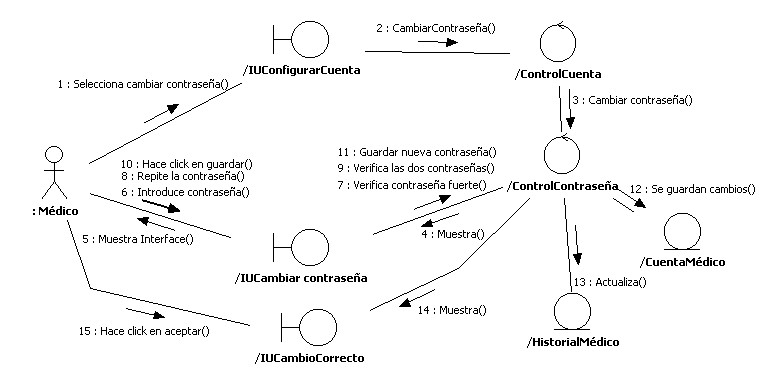 2 : CambiarContraseña()
/IUConfigurarCuenta
/ControlCuenta
1 : Selecciona cambiar contraseña()
3 : Cambiar contraseña()
11 : Guardar nueva contraseña()
10 : Hace click en guardar()
9 : Verifica las dos contraseñas()
8 : Repite la contraseña()
7 : Verifica contraseña fuerte()
6 : Introduce contraseña()
/ControlContraseña
12 : Se guardan cambios()
: Médico
5 : Muestra Interface()
4 : Muestra()
/CuentaMédico
/IUCambiar contraseña
13 : Actualiza()
14 : Muestra()
15 : Hace click en aceptar()
/HistorialMédico
/IUCambioCorrecto